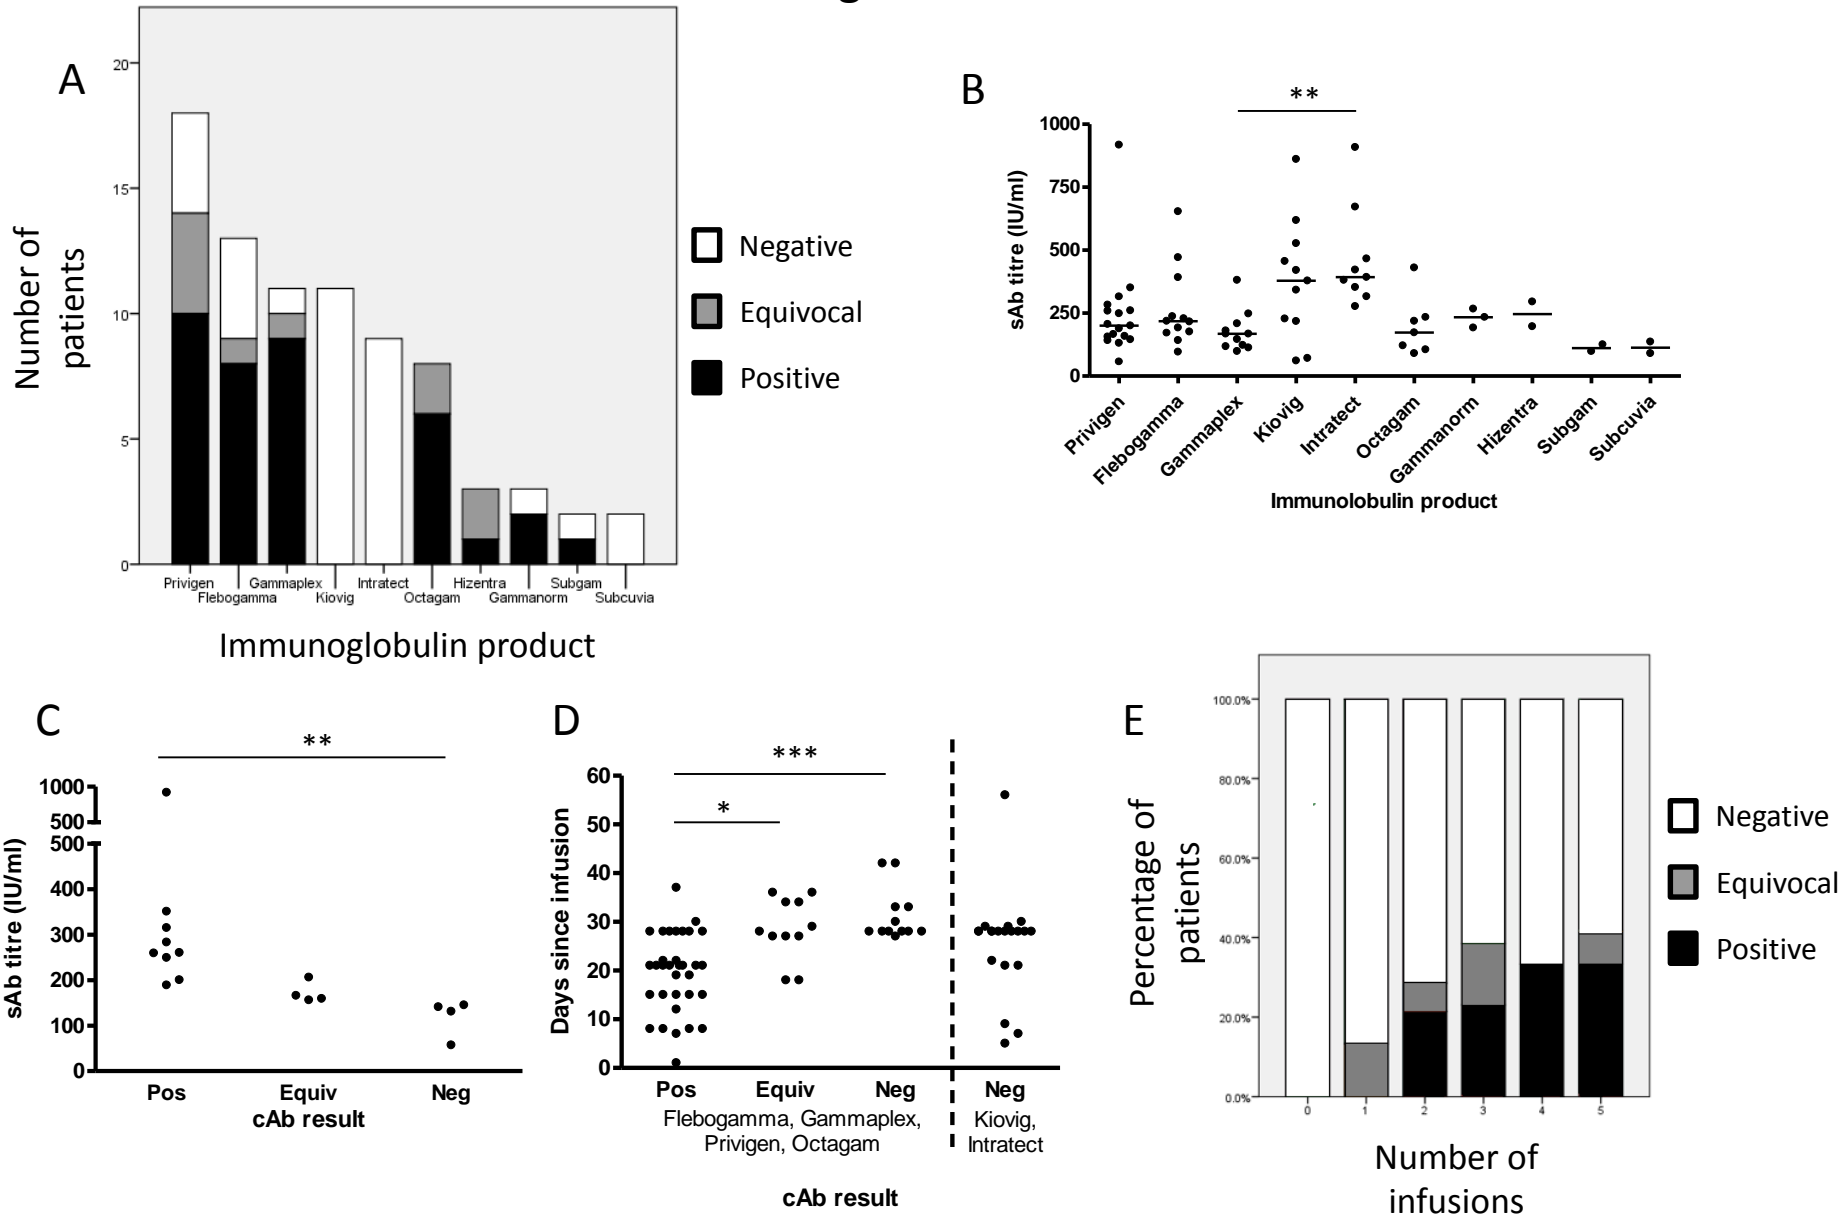 g
A
20
15
10
5
0
Number of
patients
Privigen
Flebogamma
Gammaplex
Kiovig
Intratect
Octagam
Hizentra
Gammanorm
Subgam
Subcuvia
Immunoglobulin product
Negative
Equivocal
Positive
B
**
1000
750
500
250
0
sAb titre (IU/ml)
Privigen
Flebogamma
Gammaplex
Kiovig
Intratect
Octagam
Gammanorm
Hizentra
Subgam
Subcuvia
Immunolobulin product
C
**
1000
500
500
400
300
200
100
0
sAb titre (IU/ml)
Pos
Equiv
Neg
cAb result
D
***
*
60
50
40
30
20
10
0
Days since infusion
Pos
Equiv
Neg
Neg
Flebogamma, Gammaplex,
Privigen, Octagam
Kiovig,
Intratect
cAb result
E
100.0%
80.0%
60.0%
40.0%
20.0%
0.0%
Percentage of
patients
0
1
2
3
4
5
Number of
infusions
Negative
Equivocal
Positive